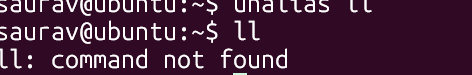 saurav@ubuntu:~$ unalias ll
saurav@ubuntu:~$ ll
ll: command not found